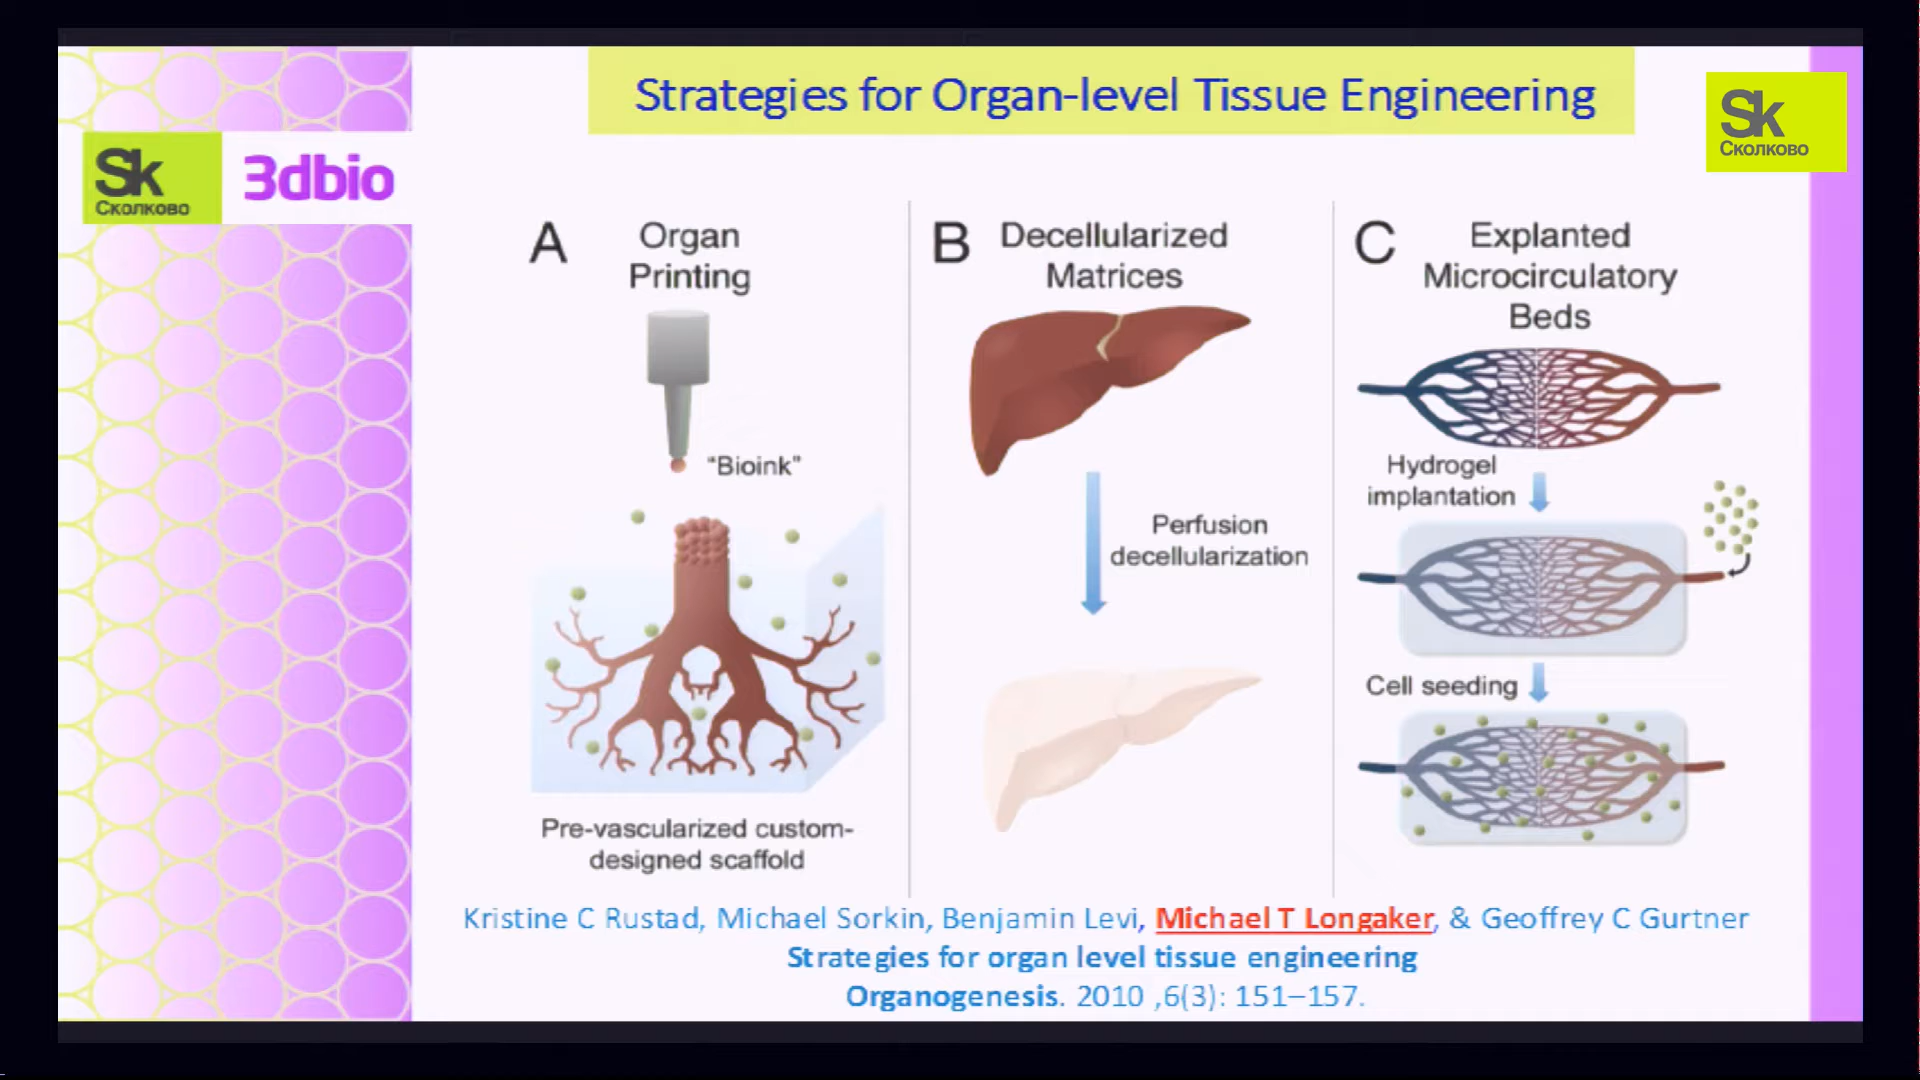 Strategies for Organ-level Tissue Engineering
Sk
Сколково
Sk
Сколково
3dbio
A
Organ
Printing
"Bioink"
Pre-vascularized custom-
designed scaffold
B
Decellularized
Matrices
Perfusion
decellularization
C
Explanted
Microcirculatory
Beds
Hydrogel
implantation
Cell seeding
Kristine C Rustad, Michael Sorkin, Benjamin Levi, Michael T Longaker, & Geoffrey C Gurtner
Strategies for organ level tissue engineering
Organogenesis. 2010 ,6(3): 151–157.